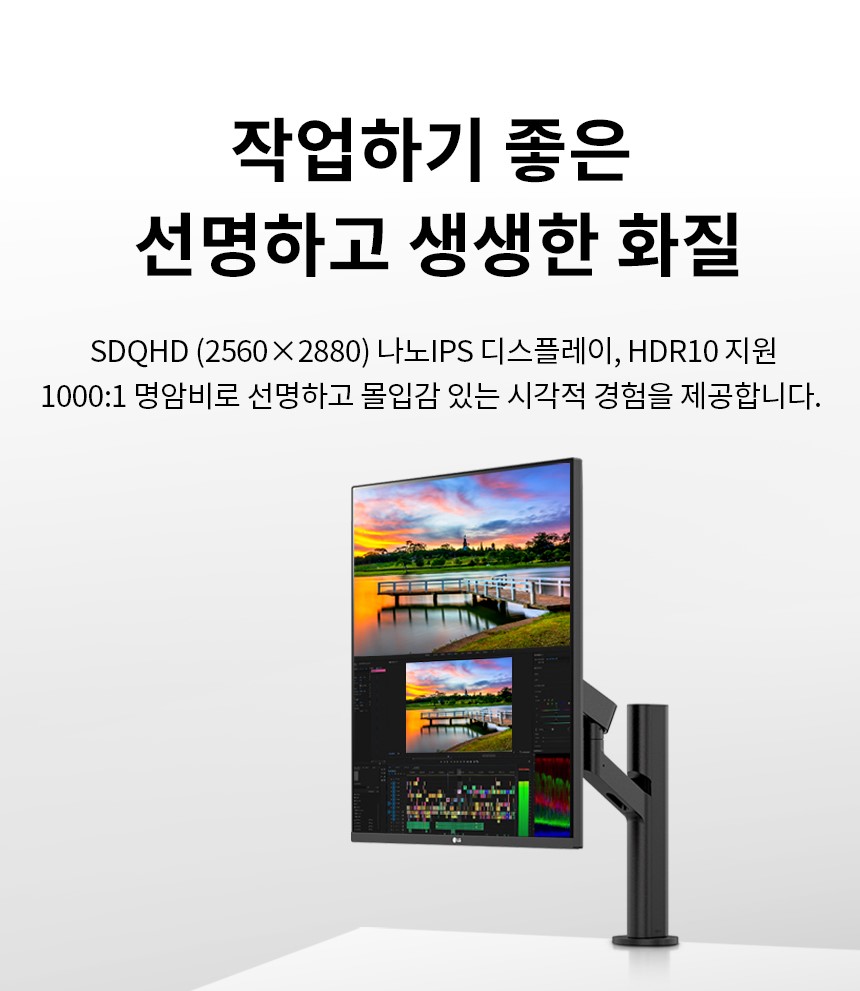 작업하기 좋은
선명하고 생생한 화질
SDQHD (2560×2880) 나노IPS 디스플레이, HDR10 지원
1000:1 명암비로 선명하고 몰입감 있는 시각적 경험을 제공합니다.
LG